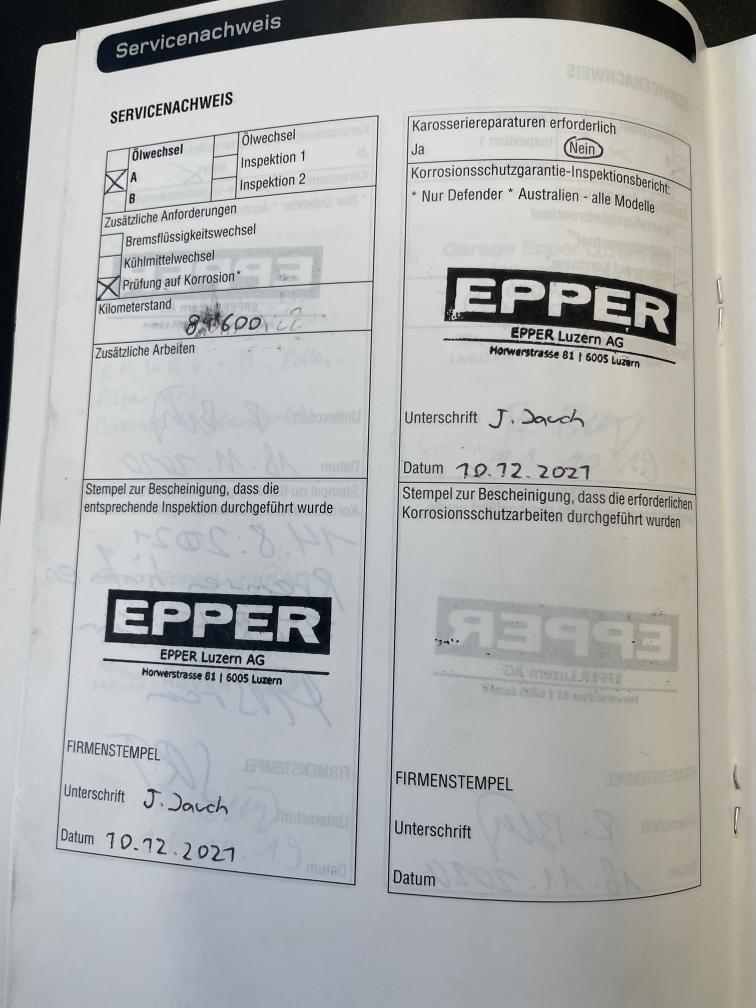 Servicenachweis
SERVICENACHWEIS
Ölwechsel
A
B
Ölwechsel
Inspektion 1
Inspektion 2
Zusätzliche Anforderungen
Bremsflüssigkeitswechsel
Kühlmittelwechsel
Prüfung auf Korrosion*
Kilometerstand
600
Zusätzliche Arbeiten
Stempel zur Bescheinigung, dass die
entsprechende Inspektion durchgeführt wurde
EPPER
EPPER Luzern AG
Horwerstrasse 81 | 6005 Luzern
FIRMENSTEMPEL
Unterschrift J. Jauch
Datum 10.12.2021
Karosseriereparaturen erforderlich
Ja Nein
Korrosionsschutzgarantie-Inspektionsbericht:
* Nur Defender * Australien - alle Modelle
EPPER
EPPER Luzern AG
Horwerstrasse 81 | 6005 Luzern
Unterschrift J. Jauch
Datum 10.12.2021
Stempel zur Bescheinigung, dass die erforderlichen
Korrosionsschutzarbeiten durchgeführt wurden
FIRMENSTEMPEL
Unterschrift
Datum